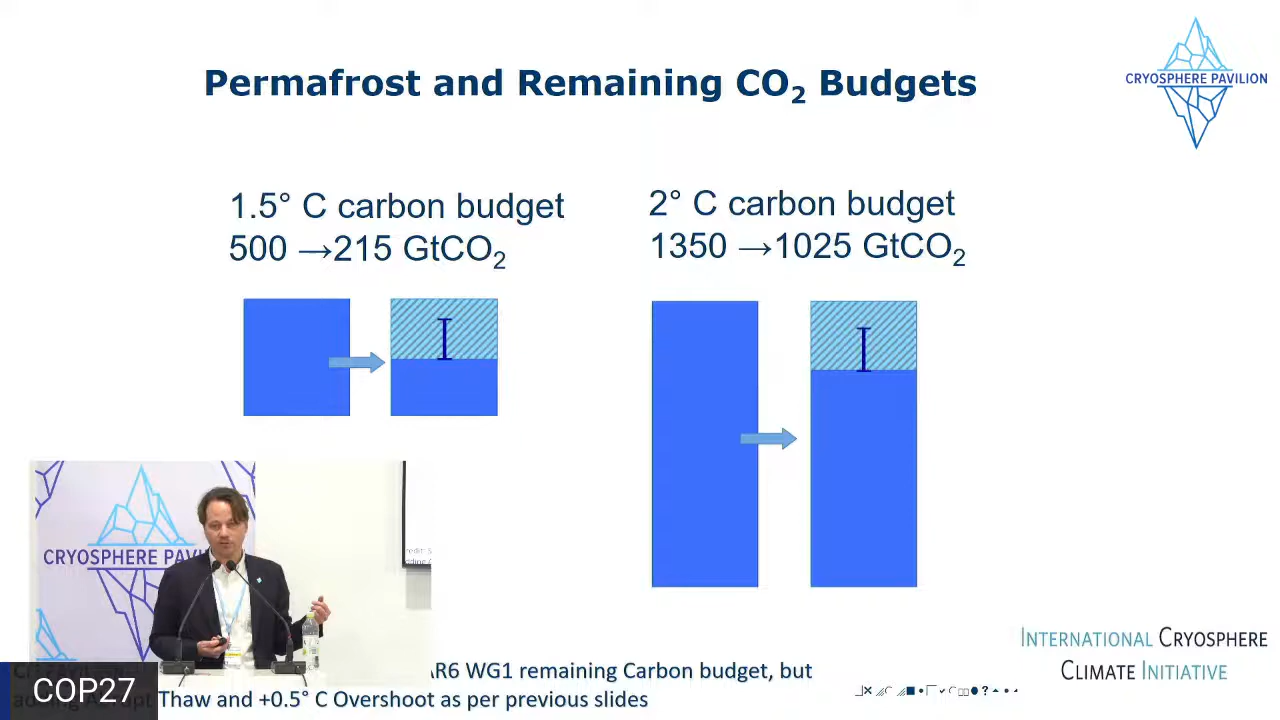 Permafrost and Remaining CO₂ Budgets
CRYOSPHERE PAVILION
1.5° C carbon budget
500 →215 GtCO₂
2° C carbon budget
1350 →1025 GtCO₂
CRYOSPHERE PAVI
INTERNATIONAL CRYOSPHERE
CLIMATE INITIATIVE
AR6 WG1 remaining Carbon budget, but
Thaw and +0.5° C Overshoot as per previous slides
COP27